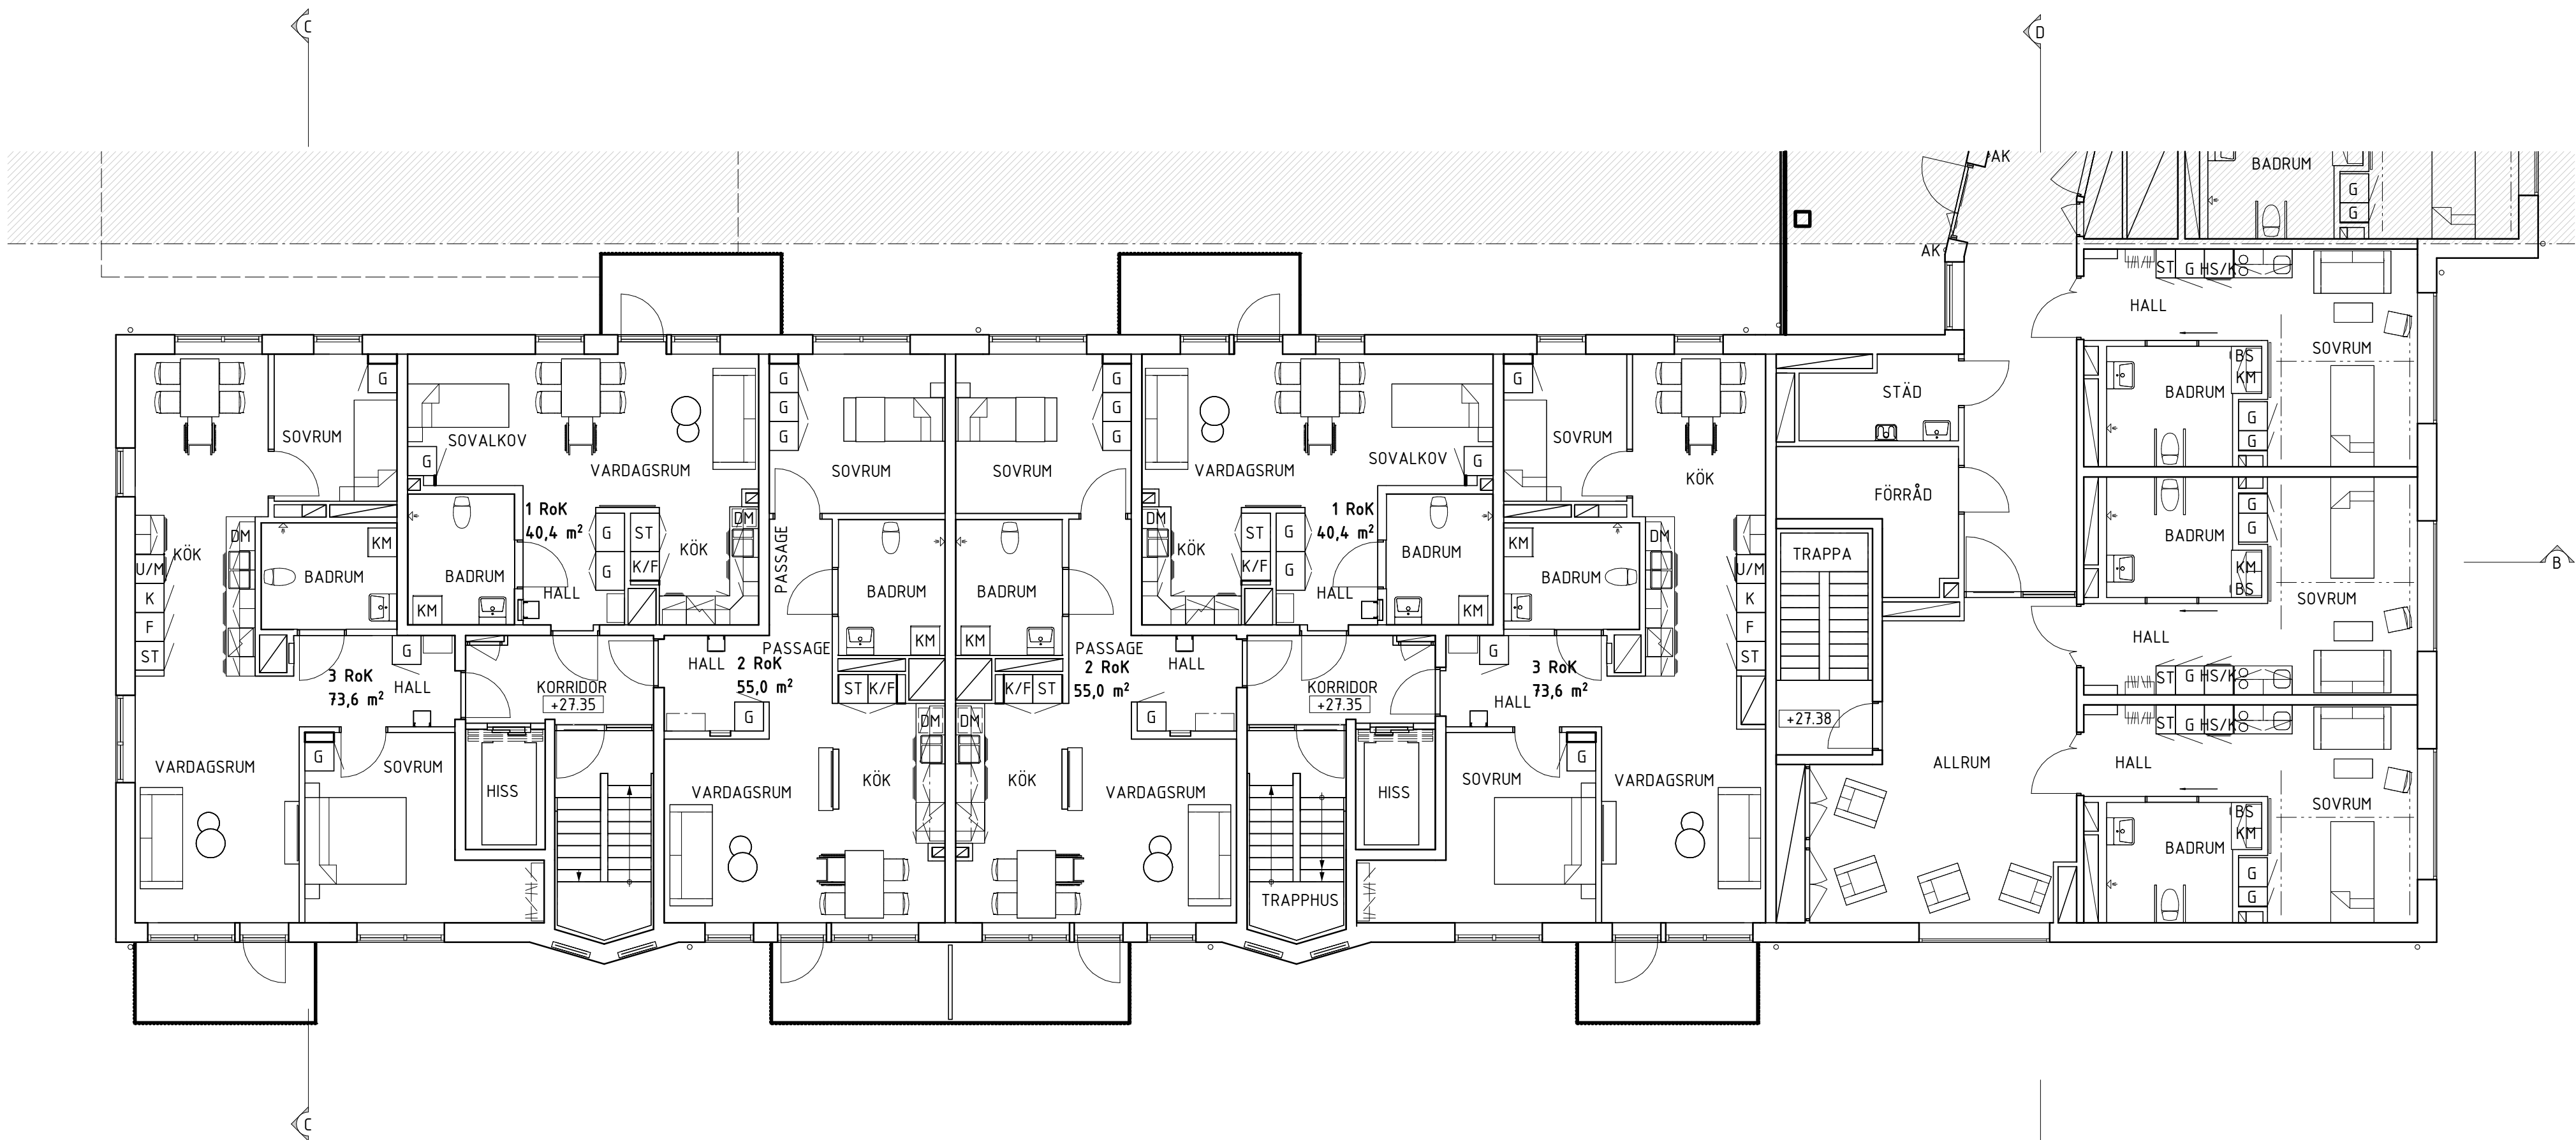 C
D
AK
BADRUM
G
G
AK
ST
G
HS/K
HALL
SOVRUM
BS
KM
BADRUM
G
G
STÄD
FÖRRÅD
G
G
BADRUM
KM
BS
SOVRUM
HALL
ST
G
HS/K
B
TRAPPA
+27.38
ALLRUM
ST
G
HS/K
HALL
SOVRUM
BS
KM
BADRUM
G
G
G
SOVRUM
KÖK
DM
U/M
K
F
ST
KM
BADRUM
G
3 RoK
73,6 m²
HALL
VARDAGSRUM
G
SOVRUM
HISS
SOVALKOV
G
VARDAGSRUM
1 RoK
40,4 m²
G
ST
DM
G
K/F
KÖK
BADRUM
KM
HALL
KORRIDOR
+27.35
G
G
G
SOVRUM
PASSAGE
BADRUM
KM
PASSAGE
HALL
2 RoK
55,0 m²
ST
K/F
G
DM
KÖK
VARDAGSRUM
G
G
G
SOVRUM
BADRUM
KM
PASSAGE
HALL
2 RoK
55,0 m²
K/F
ST
G
DM
KÖK
VARDAGSRUM
VARDAGSRUM
SOVALKOV
G
1 RoK
40,4 m²
DM
ST
G
KÖK
K/F
G
BADRUM
KM
HALL
KORRIDOR
+27.35
HISS
TRAPPHUS
G
SOVRUM
KÖK
KM
DM
BADRUM
U/M
K
F
ST
G
3 RoK
73,6 m²
HALL
G
SOVRUM
VARDAGSRUM
C